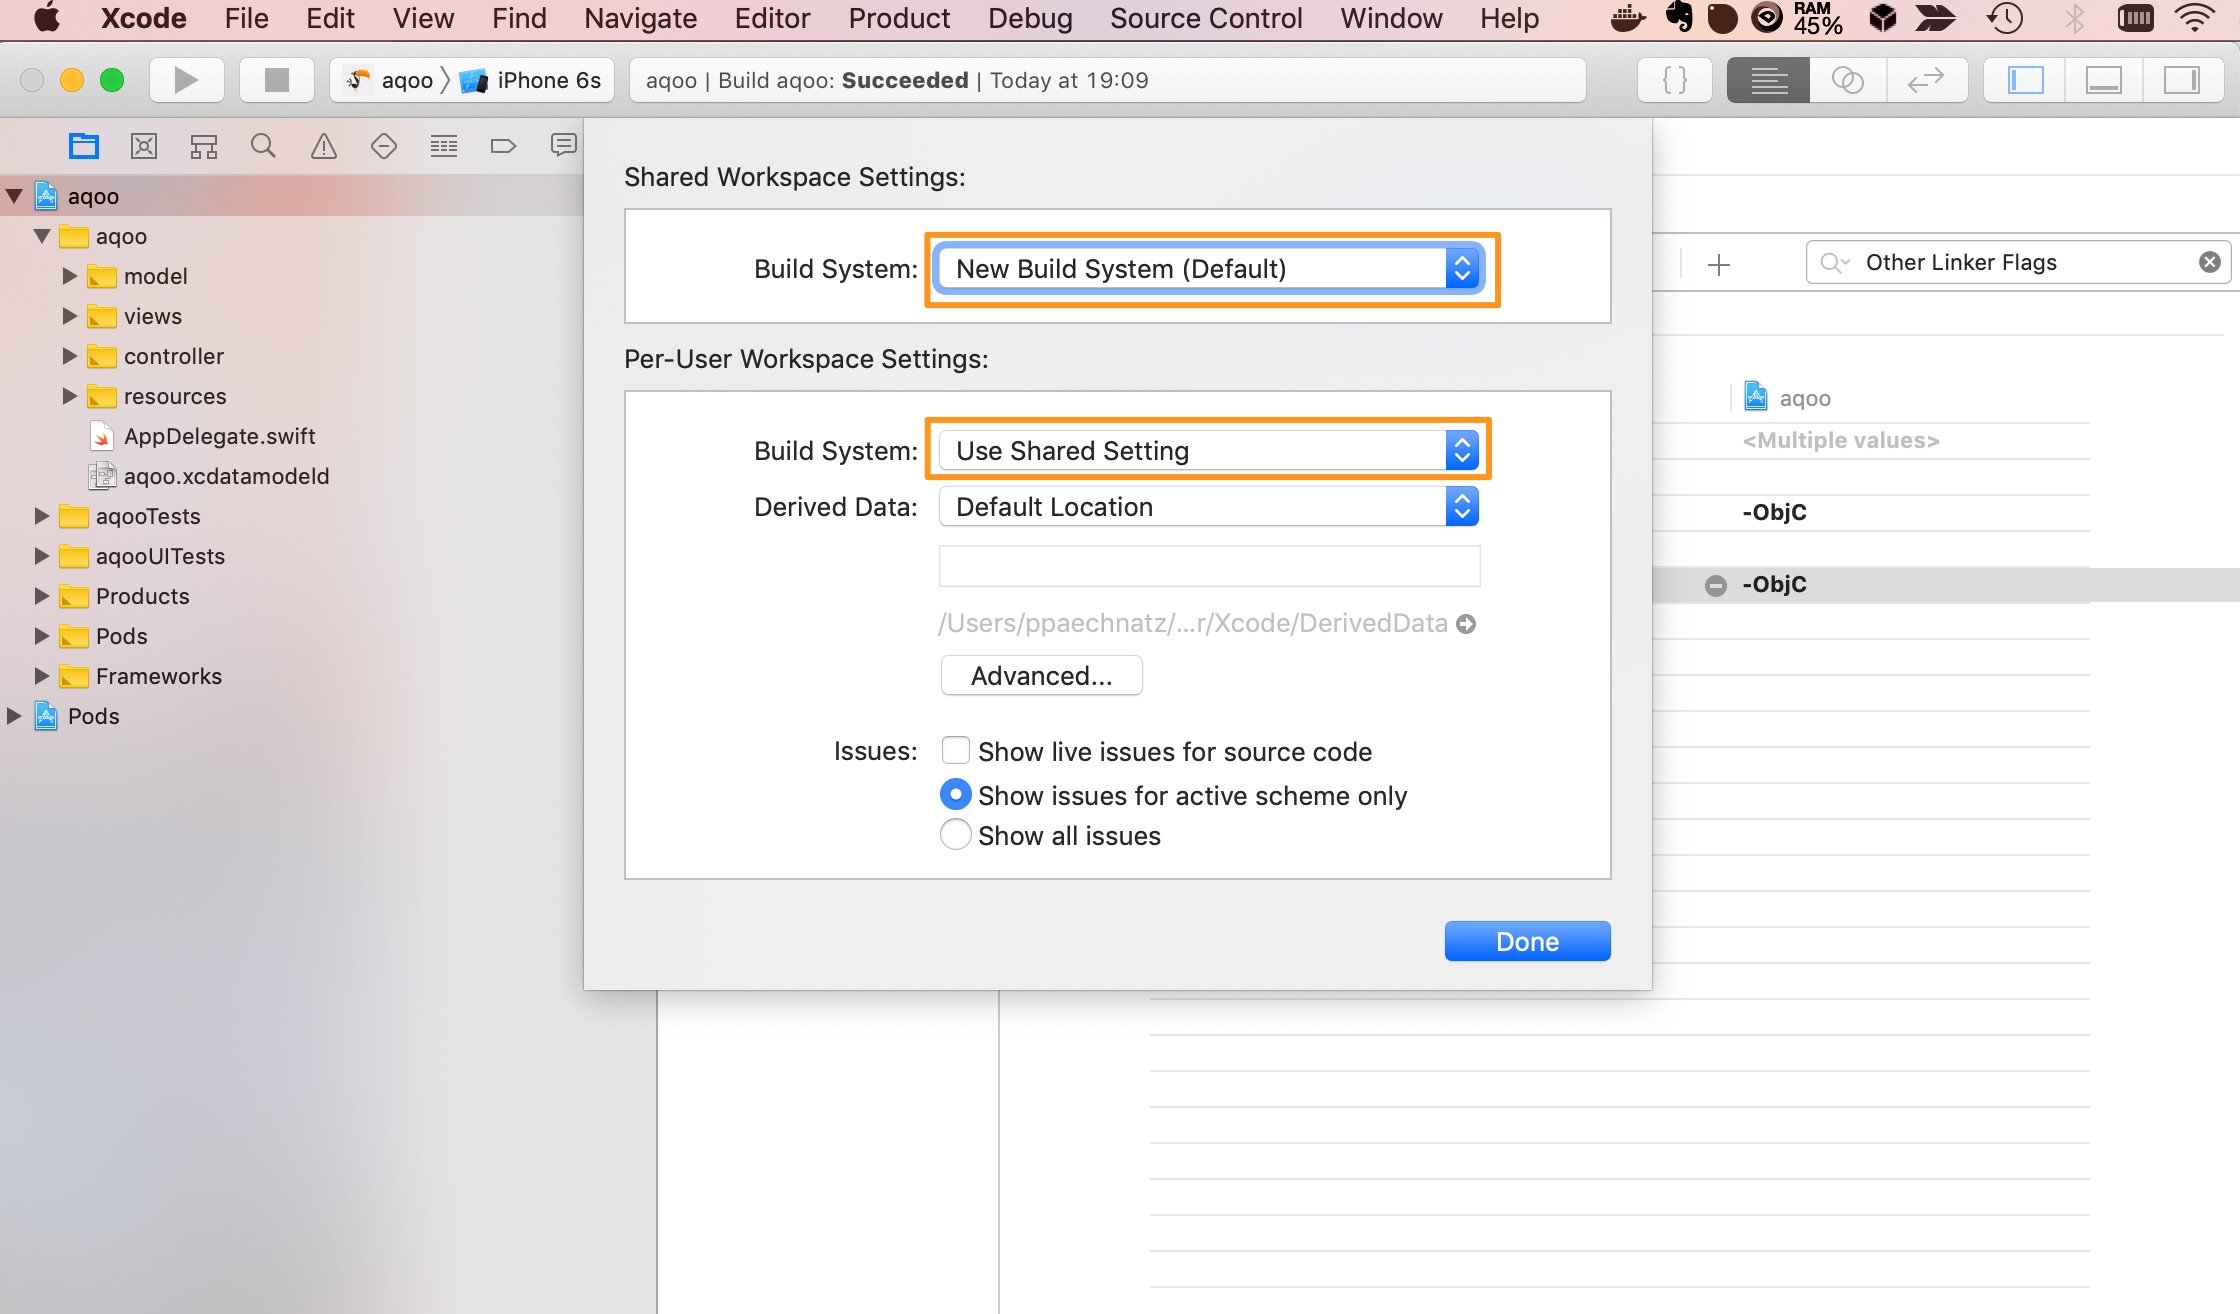 Xcode File Edit View Find Navigate Editor Product Debug Source Control Window Help RAM 45%
aqoo iPhone 6s aqoo | Build aqoo: Succeeded | Today at 19:09 { }
aqoo
aqoo
model
views
controller
resources
AppDelegate.swift
aqoo.xcdatamodeld
aqooTests
aqooUITests
Products
Pods
Frameworks
Pods
Shared Workspace Settings:
Build System: New Build System (Default)
Per-User Workspace Settings:
Build System: Use Shared Setting
Derived Data: Default Location
/Users/ppaechnatz/...r/Xcode/DerivedData
Advanced...
Issues: Show live issues for source code
Show issues for active scheme only
Show all issues
Done
Other Linker Flags
aqoo
<Multiple values>
-ObjC
-ObjC